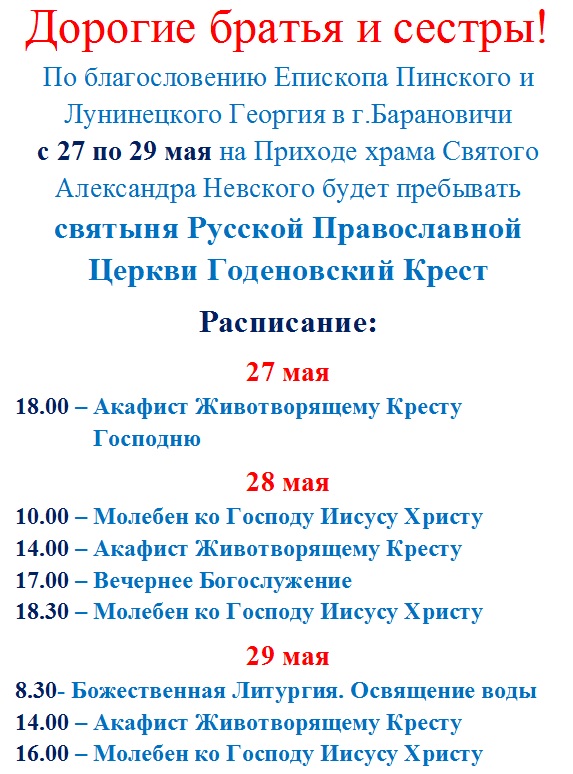 Дорогие братья и сестры!
По благословению Епископа Пинского и
Лунинецкого Георгия в г.Барановичи
с 27 по 29 мая на Приходе храма Святого
Александра Невского будет пребывать
святыня Русской Православной
Церкви Годеновский Крест
Расписание:
27 мая
18.00 – Акафист Животворящему Кресту
Господню
28 мая
10.00 – Молебен ко Господу Иисусу Христу
14.00 – Акафист Животворящему Кресту
17.00 – Вечернее Богослужение
18.30 – Молебен ко Господу Иисусу Христу
29 мая
8.30- Божественная Литургия. Освящение воды
14.00 – Акафист Животворящему Кресту
16.00 – Молебен ко Господу Иисусу Христу